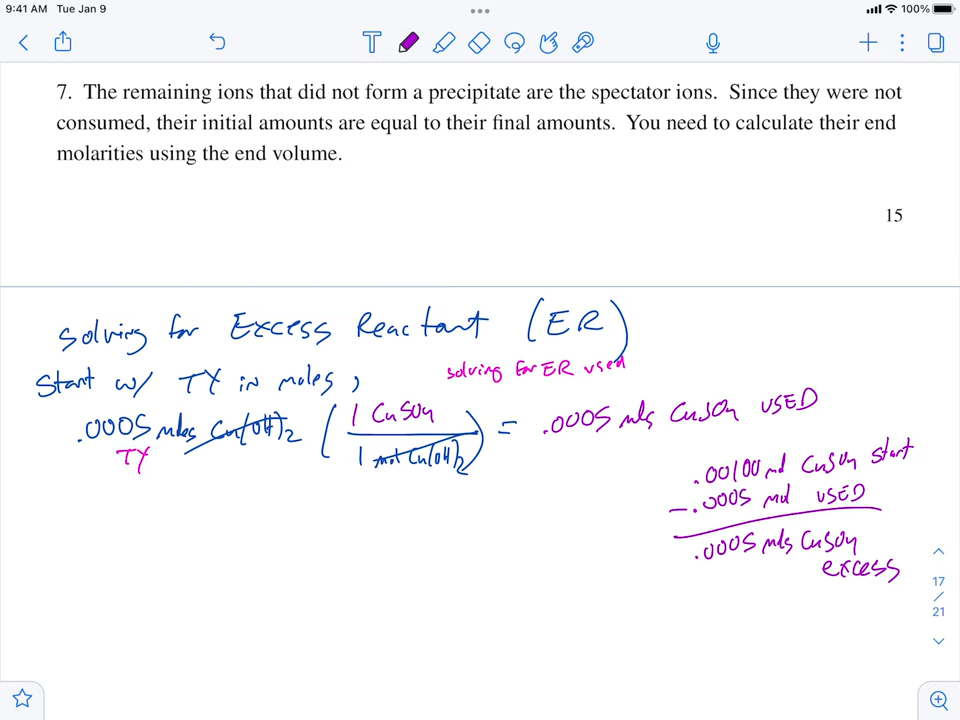 9:41 AM Tue Jan 9
100%
7. The remaining ions that did not form a precipitate are the spectator ions. Since they were not
consumed, their initial amounts are equal to their final amounts. You need to calculate their end
molarities using the end volume.
15
solving for Excess Reactant (ER)
Start w/ TY in moles,
solving for ER used
.0005 moles Cu(OH)2 (1 CuSO4 / 1 mol Cu(OH)2) = .0005 mols CuSO4 USED
TY
.00100 mol CuSO4 start
- .0005 mol USED
.0005 mols CuSO4
excess
17
/
21